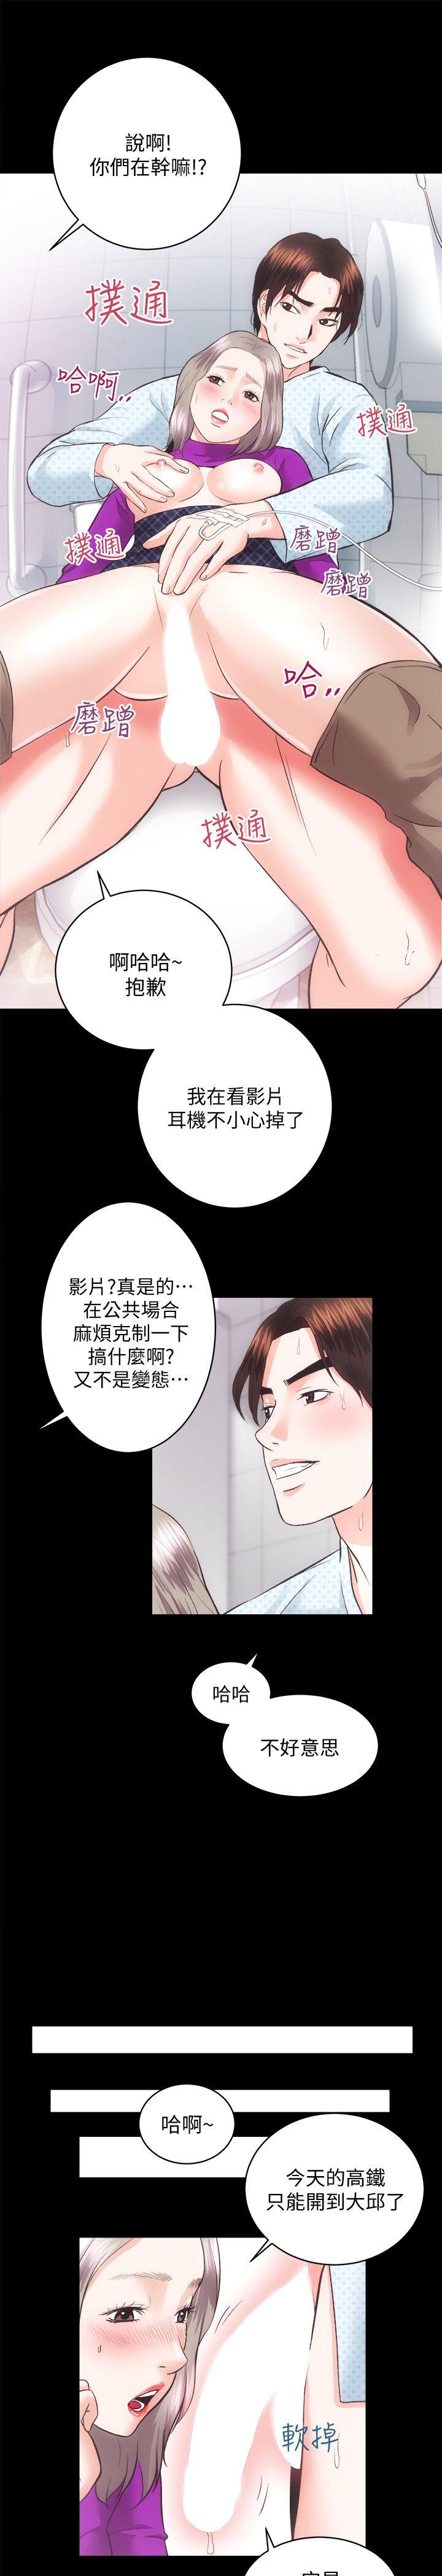 說啊!
你們在幹嘛!?
撲通
哈啊,,
撲通
撲通
磨蹭
磨蹭
哈,,
磨蹭
撲通
啊哈哈~
抱歉
我在看影片
耳機不小心掉了
影片?真是的⋯
在公共場合
麻煩克制一下
搞什麼啊?
又不是變態⋯
哈哈
不好意思
哈啊~
今天的高鐵
只能開到大邱了
軟掉